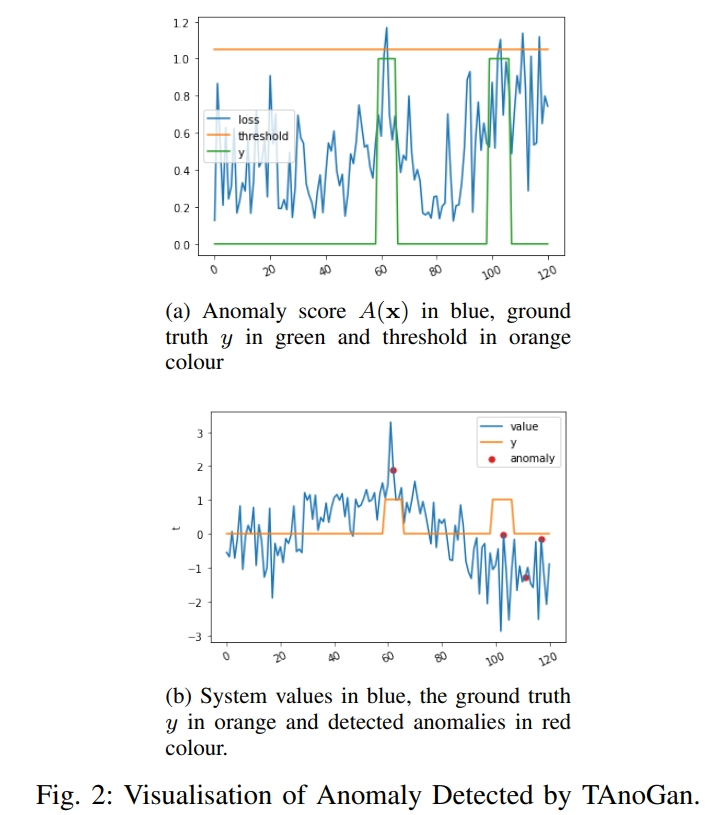 1.2
1.0
0.8
0.6
0.4
0.2
0.0
loss
threshold
y
0 20 40 60 80 100 120
(a) Anomaly score A(x) in blue, ground
truth y in green and threshold in orange
colour
3
2
1
0
−1
−2
−3
t
value
y
anomaly
0 20 40 60 80 100 120
(b) System values in blue, the ground truth
y in orange and detected anomalies in red
colour.
Fig. 2: Visualisation of Anomaly Detected by TAnoGan.